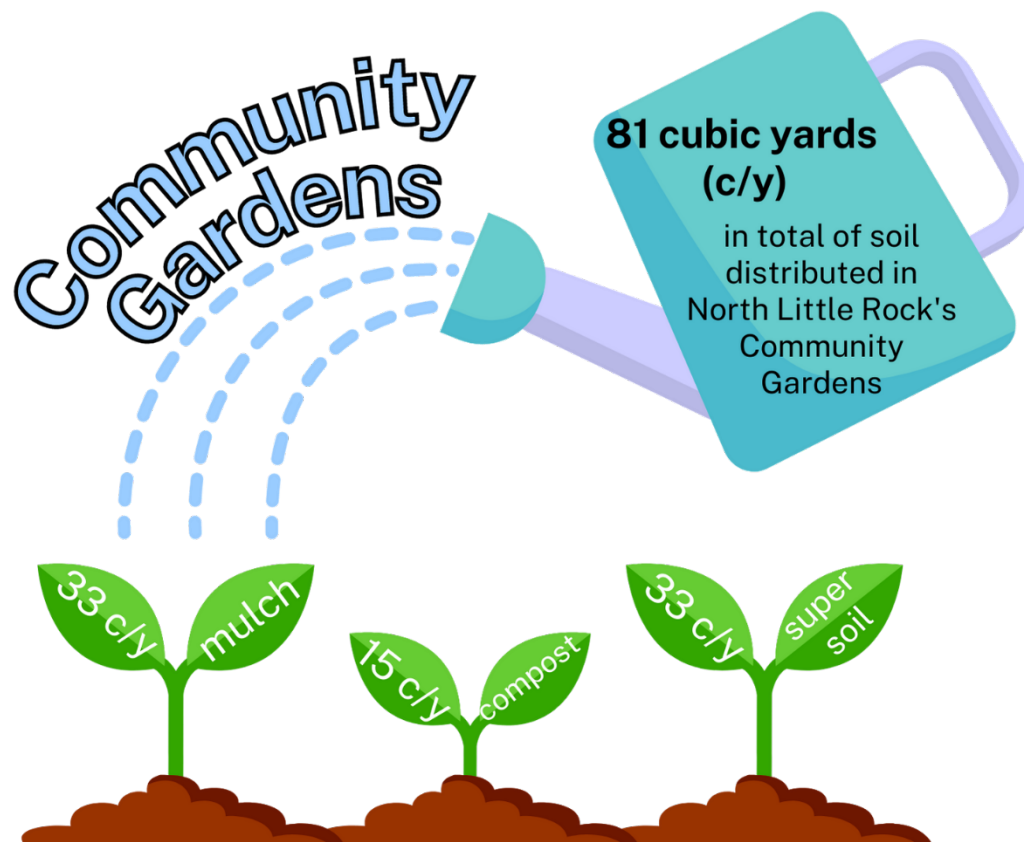 Community
Gardens
81 cubic yards
(c/y)
in total of soil
distributed in
North Little Rock's
Community
Gardens
33 c/y mulch
15 c/y compost
33 c/y super
soil